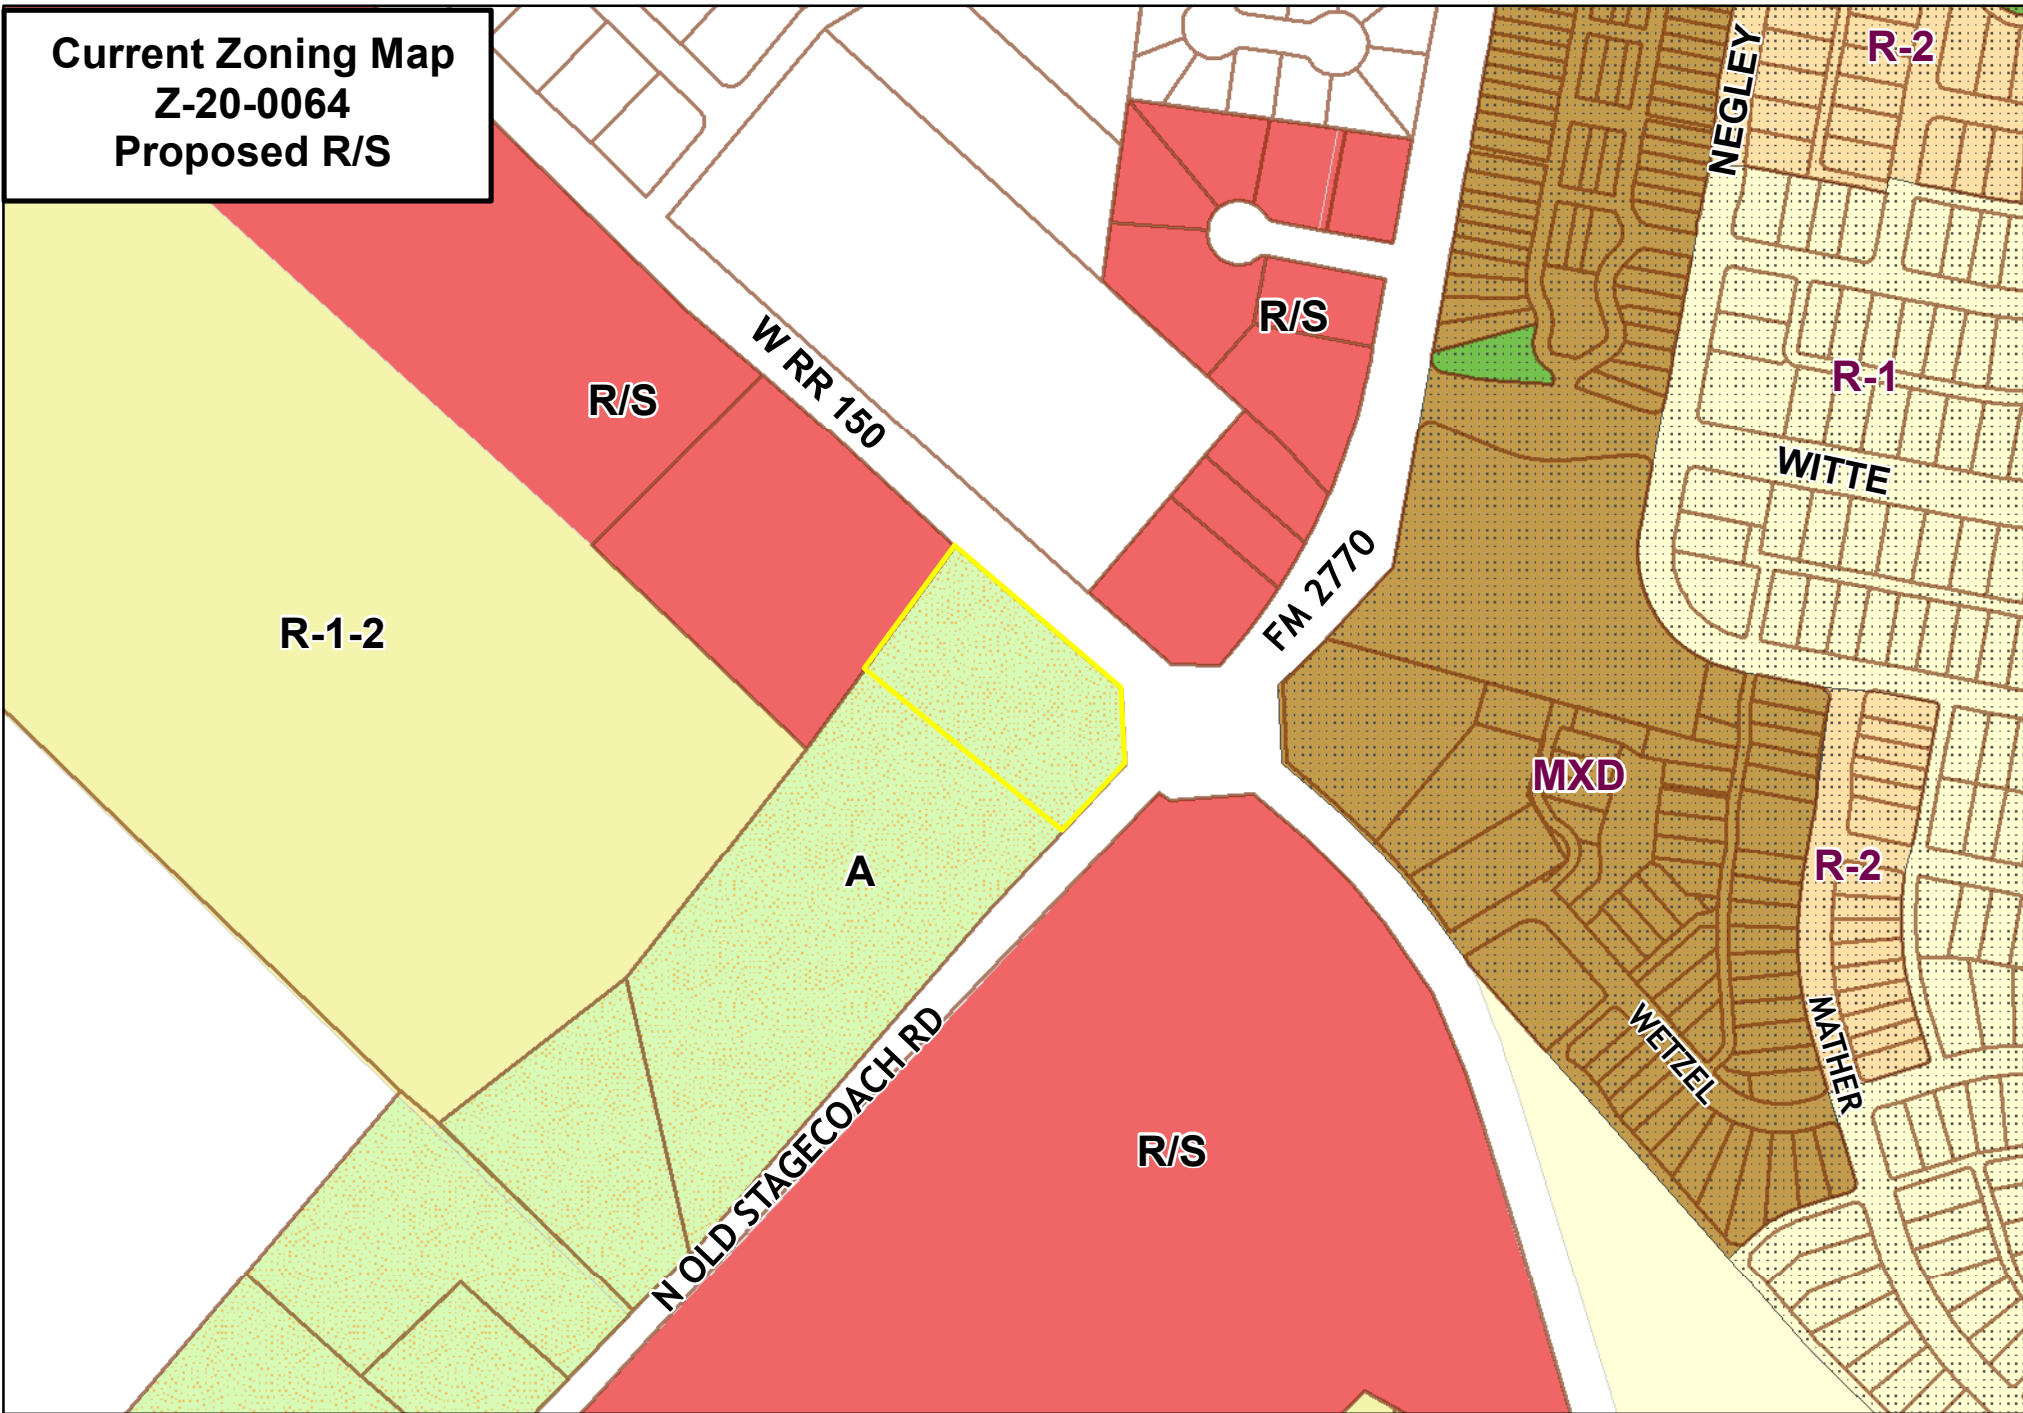 Current Zoning Map
Z-20-0064
Proposed R/S
R-2
NEGLEY
R/S
W RR 150
R/S
R-1
WITTE
FM 2770
R-1-2
MXD
A
R-2
N OLD STAGECOACH RD
WETZEL
MATHER
R/S